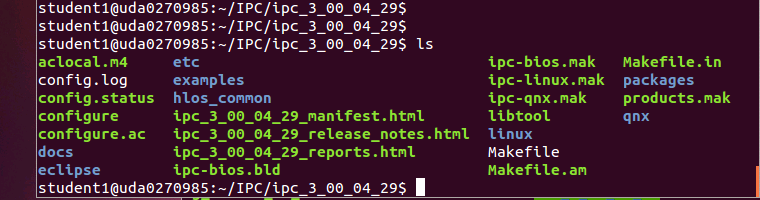 student1@uda0270985:~/IPC/ipc_3_00_04_29$
student1@uda0270985:~/IPC/ipc_3_00_04_29$
student1@uda0270985:~/IPC/ipc_3_00_04_29$ ls
aclocal.m4 etc ipc-bios.mak Makefile.in
config.log examples ipc-linux.mak packages
config.status hlos_common ipc-qnx.mak products.mak
configure ipc_3_00_04_29_manifest.html libtool qnx
configure.ac ipc_3_00_04_29_release_notes.html linux
docs ipc_3_00_04_29_reports.html Makefile
eclipse ipc-bios.bld Makefile.am
student1@uda0270985:~/IPC/ipc_3_00_04_29$